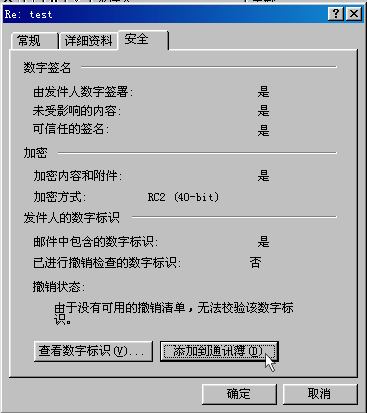 Re: test
常规 详细资料 安全
数字签名
由发件人数字签署: 是
未受影响的内容: 是
可信任的签名: 是
加密
加密内容和附件: 是
加密方式: RC2 (40-bit)
发件人的数字标识
邮件中包含的数字标识: 是
已进行撤销检查的数字标识: 否
撤销状态:
由于没有可用的撤销清单，无法校验该数字标
识。
查看数字标识(V)... 添加到通讯簿(D)
确定 取消